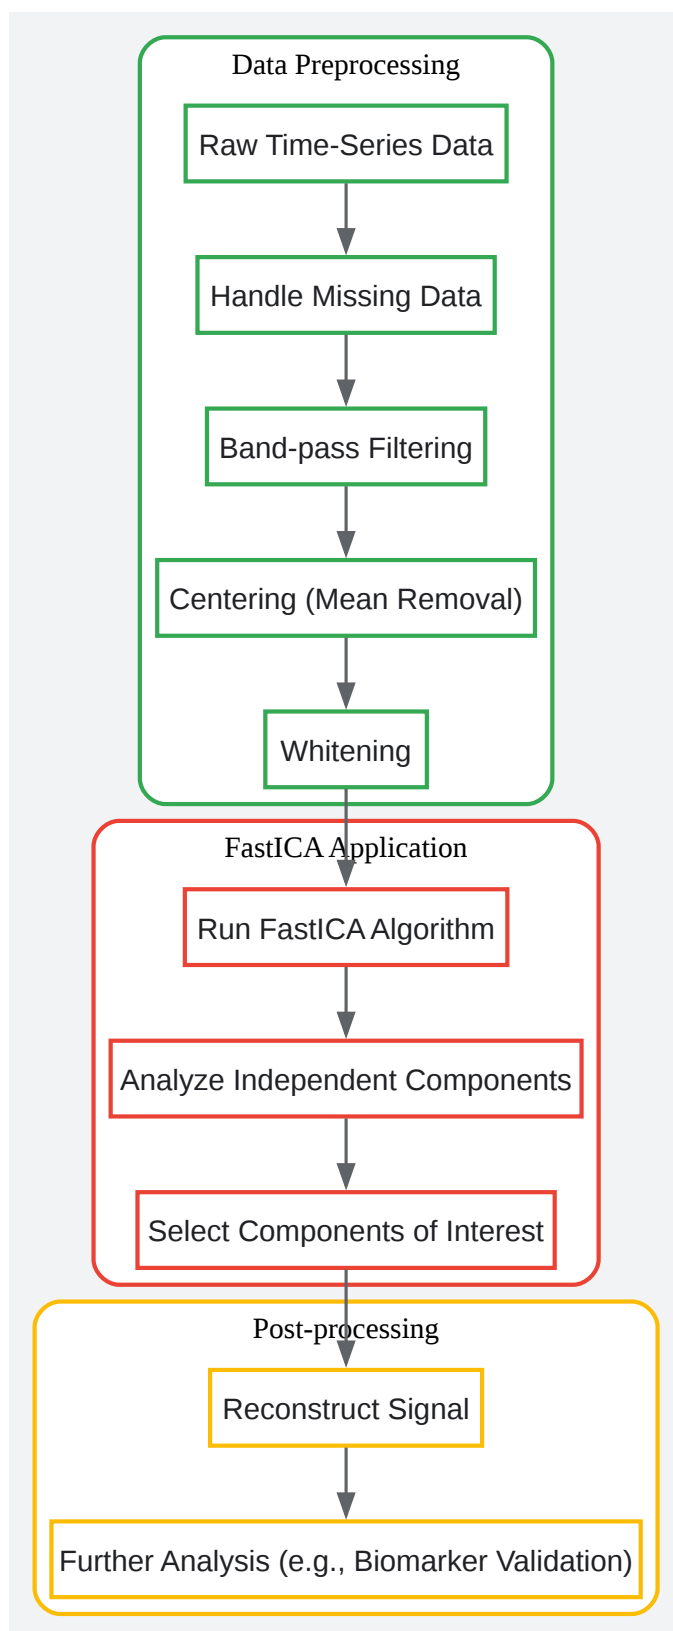 Data Preprocessing
Raw Time-Series Data
Handle Missing Data
Band-pass Filtering
Centering (Mean Removal)
Whitening
FastICA Application
Run FastICA Algorithm
Analyze Independent Components
Select Components of Interest
Post-processing
Reconstruct Signal
Further Analysis (e.g., Biomarker Validation)